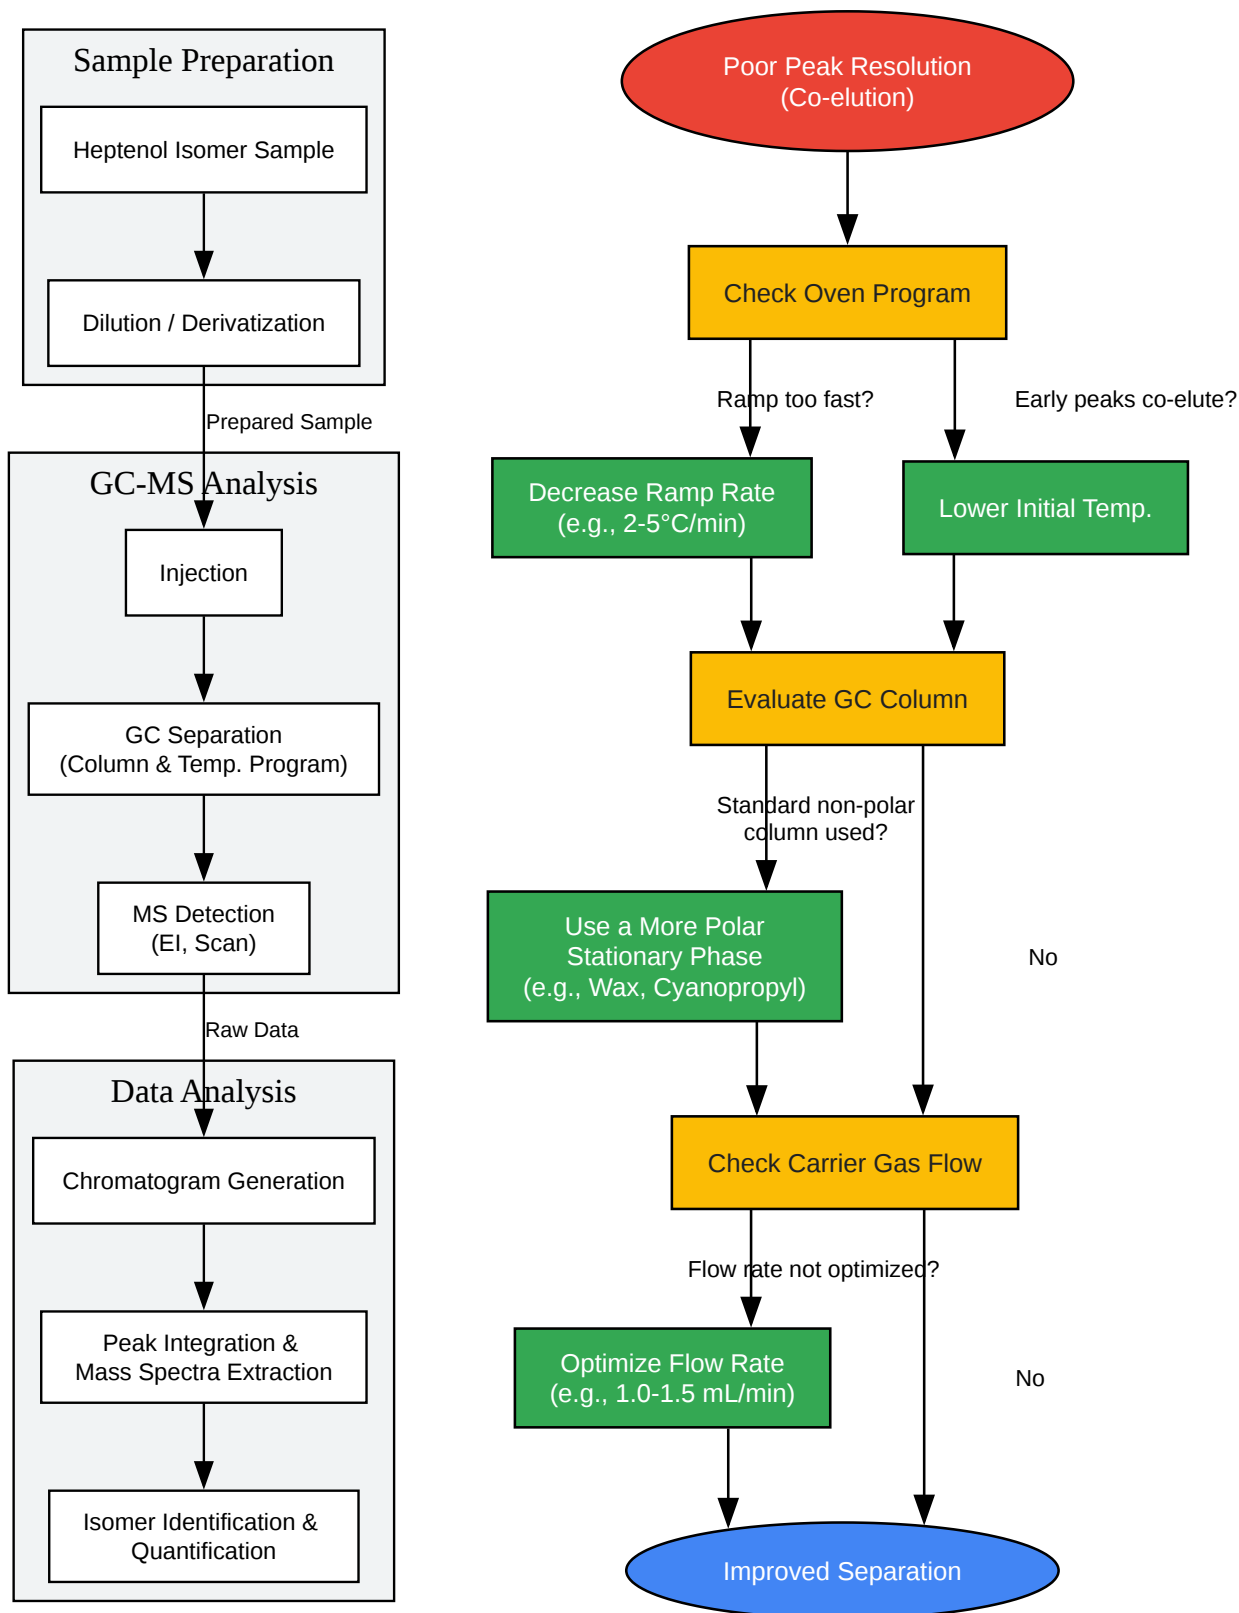 Sample Preparation
Heptenol Isomer Sample
Dilution / Derivatization
Prepared Sample
GC-MS Analysis
Injection
GC Separation
(Column & Temp. Program)
MS Detection
(EI, Scan)
Raw Data
Data Analysis
Chromatogram Generation
Peak Integration &
Mass Spectra Extraction
Isomer Identification &
Quantification
Poor Peak Resolution
(Co-elution)
Check Oven Program
Ramp too fast?
Early peaks co-elute?
Decrease Ramp Rate
(e.g., 2-5°C/min)
Lower Initial Temp.
Evaluate GC Column
Standard non-polar
column used?
Use a More Polar
Stationary Phase
(e.g., Wax, Cyanopropyl)
No
Check Carrier Gas Flow
Flow rate not optimized?
Optimize Flow Rate
(e.g., 1.0-1.5 mL/min)
No
Improved Separation